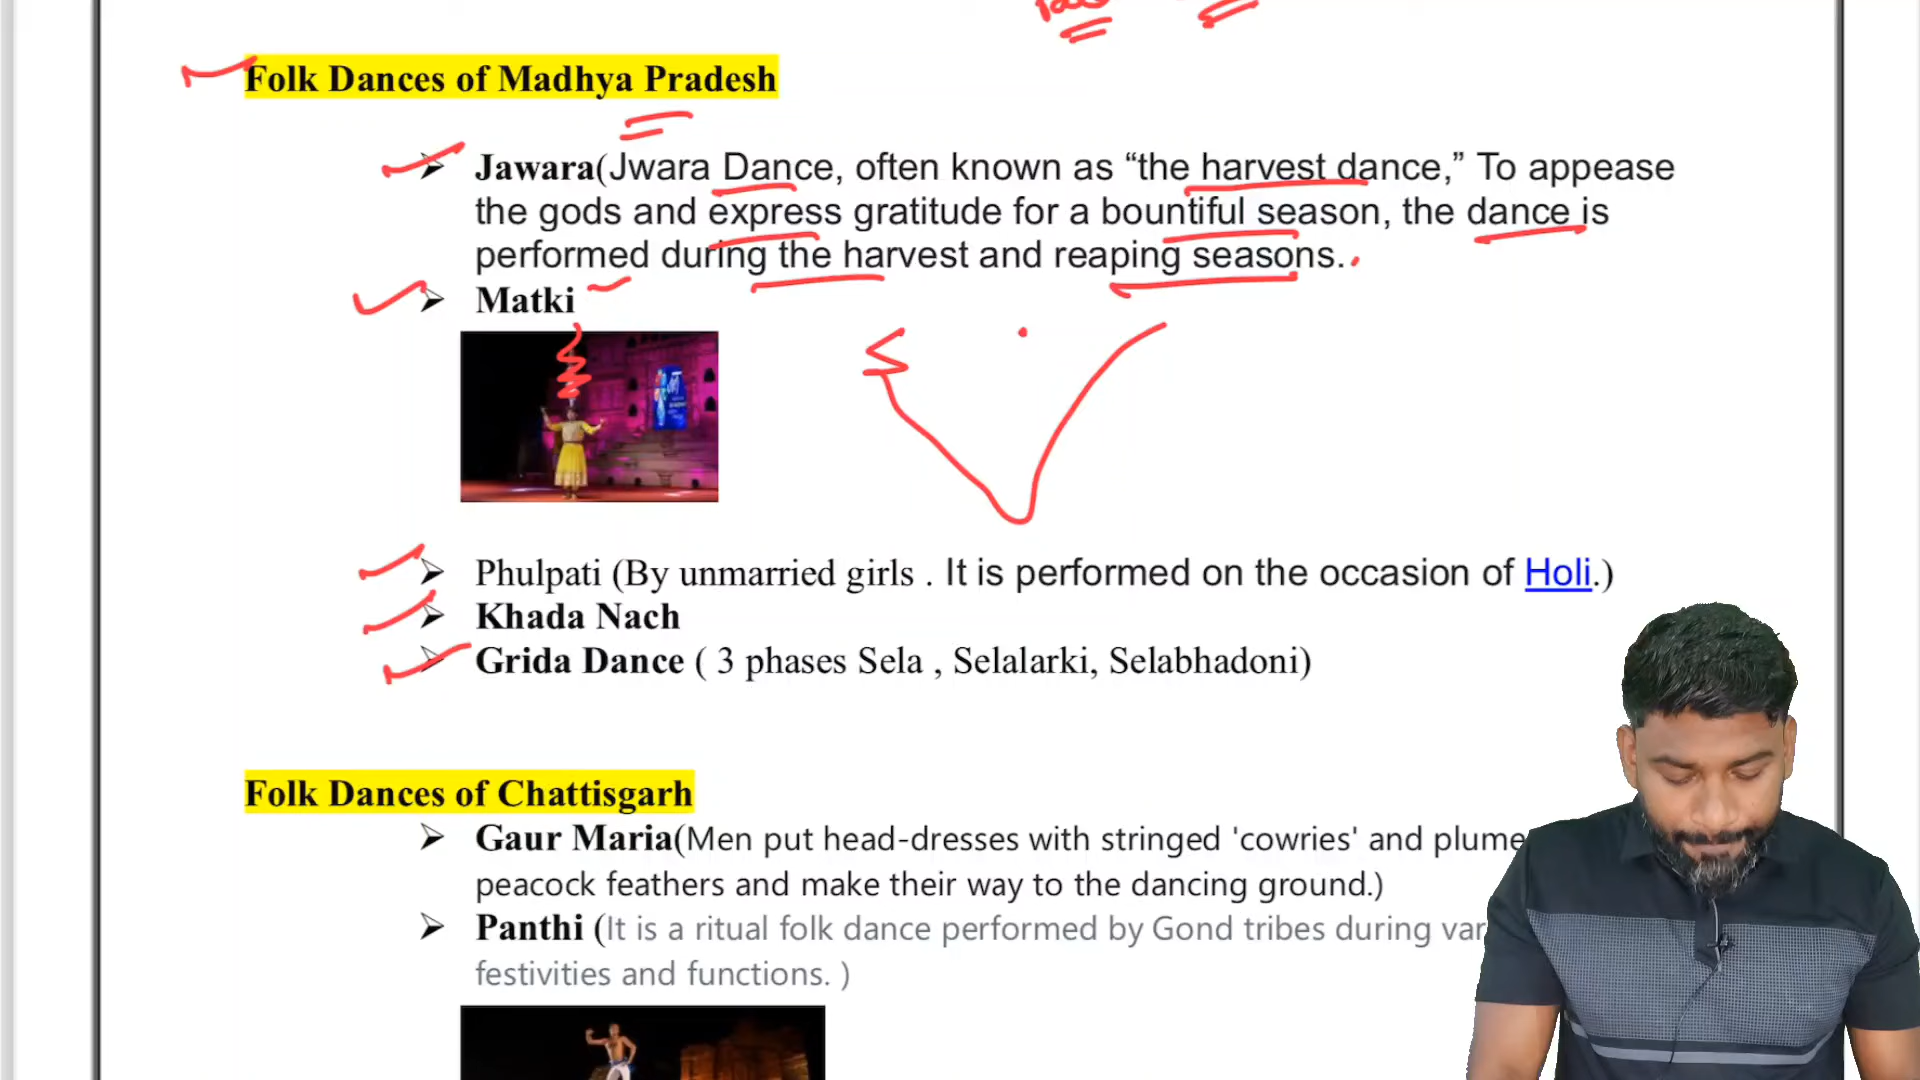 Folk Dances of Madhya Pradesh
➢ Jawara(Jwara Dance, often known as “the harvest dance,” To appease
the gods and express gratitude for a bountiful season, the dance is
performed during the harvest and reaping seasons.
➢ Matki
➢ Phulpati (By unmarried girls . It is performed on the occasion of Holi.)
➢ Khada Nach
➢ Grida Dance ( 3 phases Sela , Selalarki, Selabhadoni)
Folk Dances of Chattisgarh
➢ Gaur Maria(Men put head-dresses with stringed 'cowries' and plume
peacock feathers and make their way to the dancing ground.)
➢ Panthi (It is a ritual folk dance performed by Gond tribes during var
festivities and functions. )